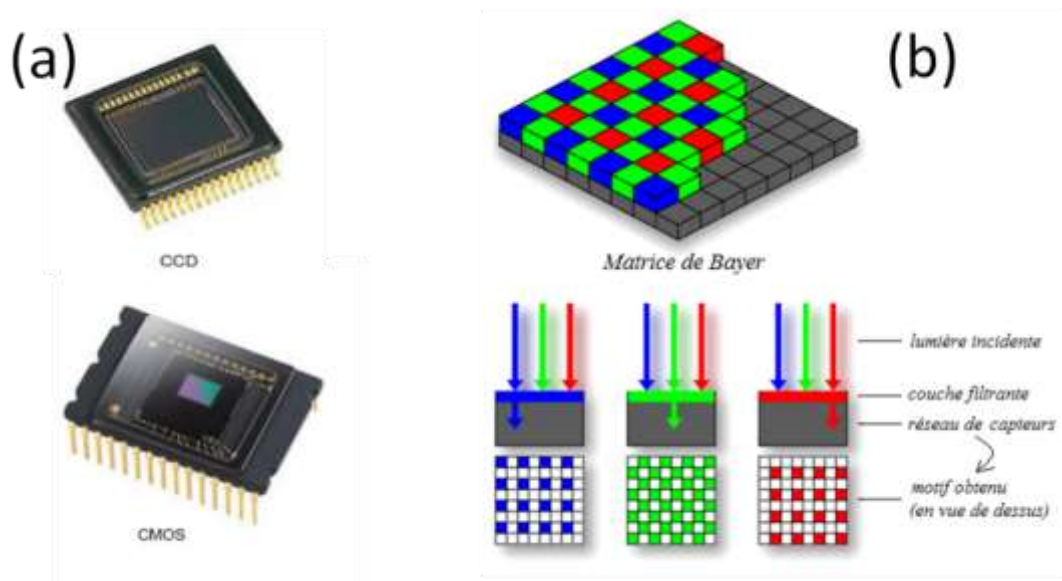 (a)
CCD
CMOS
(b)
Matrice de Bayer
lumière incidente
couche filtrante
réseau de capteurs
motif obtenu
(en vue de dessus)